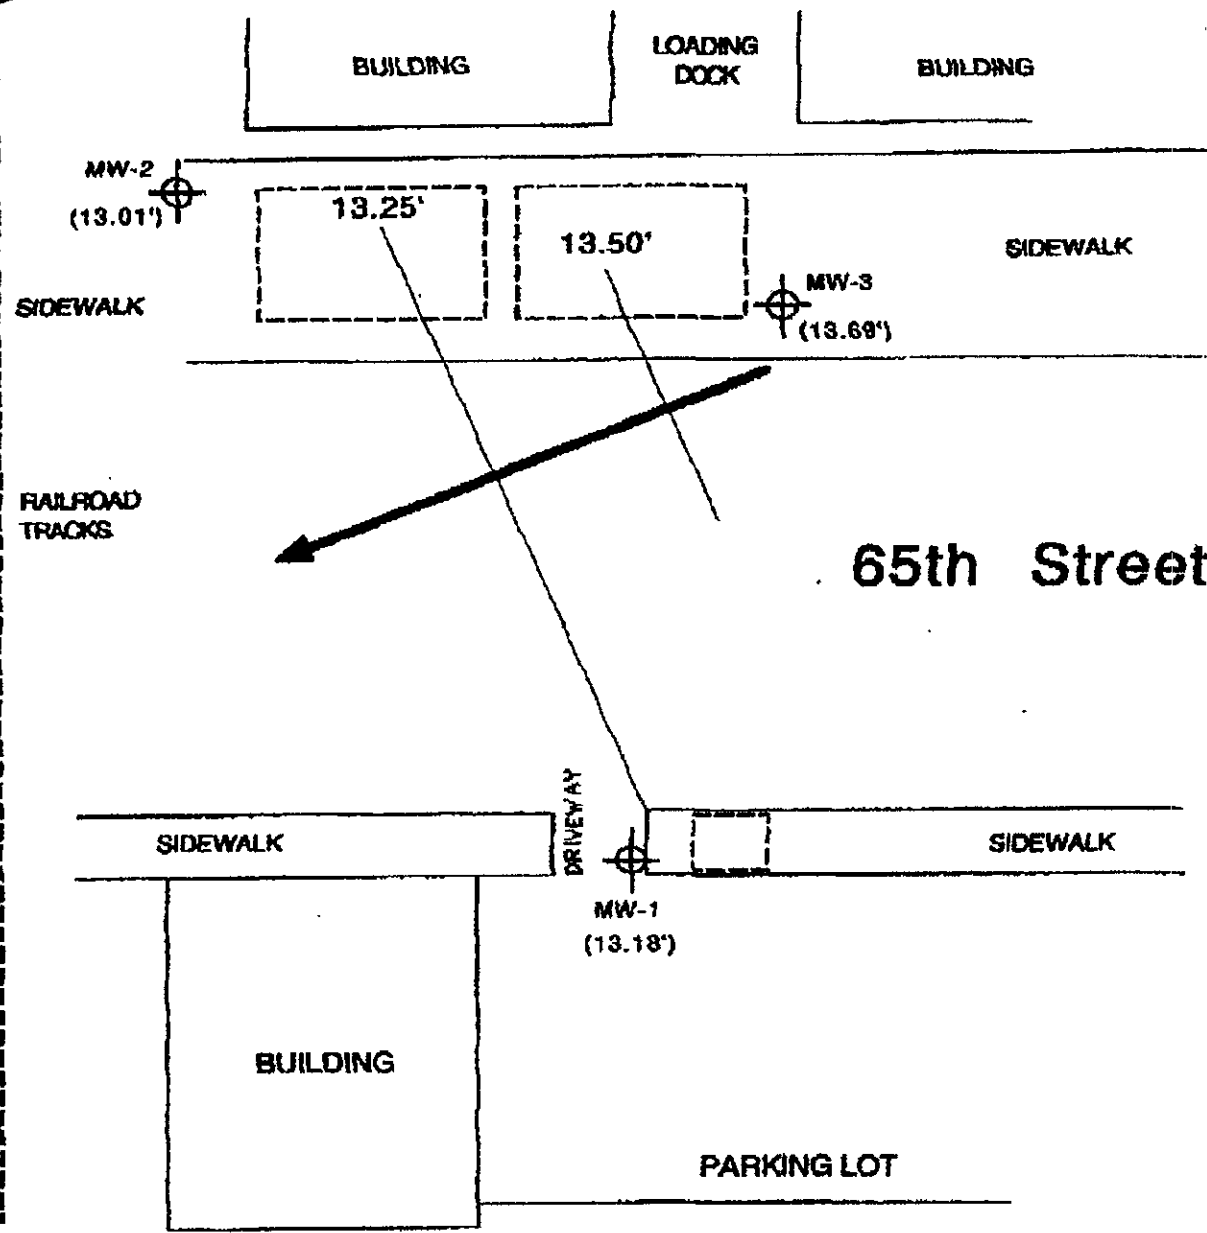 BUILDING
LOADING
DOCK
BUILDING
MW-2
(13.01')
13.25'
13.50'
SIDEWALK
MW-3
(13.69')
SIDEWALK
RAILROAD
TRACKS
65th Street
DRIVEWAY
SIDEWALK
SIDEWALK
MW-1
(13.18')
BUILDING
PARKING LOT